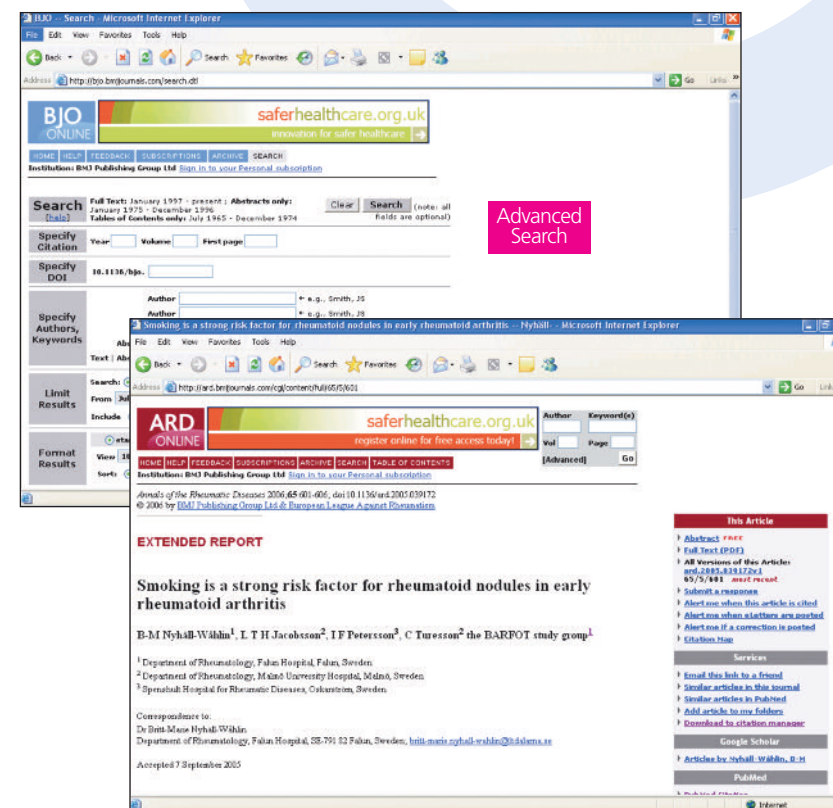 BJO -- Search - Microsoft Internet Explorer
File Edit View Favorites Tools Help
Back Search Favorites
Address http://bjo.bmjjournals.com/search.dtl Go Links »
BJO
ONLINE
saferhealthcare.org.uk
innovation for safer healthcare
HOME HELP FEEDBACK SUBSCRIPTIONS ARCHIVE SEARCH
Institution: BMJ Publishing Group Ltd Sign in to your Personal subscription
Search
[help]
Full Text: January 1997 - present ; Abstracts only:
January 1975 - December 1996
Tables of Contents only: July 1965 - December 1974
Clear Search (note: all
fields are optional)
Advanced
Search
Specify
Citation
Year Volume First page
Specify
DOI
10.1136/bjo.
Specify
Authors,
Keywords
Author e.g., Smith, JS
Author e.g., Smith, JS
Text | Abs
Limit
Results
Search:
From
Include
Format
Results
View 10
Sort:
Smoking is a strong risk factor for rheumatoid nodules in early rheumatoid arthritis -- Nyhäll- - Microsoft Internet Explorer
File Edit View Favorites Tools Help
Back Search Favorites
Address http://ard.bmjjournals.com/cgi/content/full/65/5/601 Go
ARD
ONLINE
saferhealthcare.org.uk
register online for free access today!
Author Keyword(s)
Vol Page
[Advanced] Go
HOME HELP FEEDBACK SUBSCRIPTIONS ARCHIVE SEARCH TABLE OF CONTENTS
Institution: BMJ Publishing Group Ltd Sign in to your Personal subscription
Annals of the Rheumatic Diseases 2006;65:601-606; doi:10.1136/ard.2005.039172
© 2006 by BMJ Publishing Group Ltd & European League Against Rheumatism
EXTENDED REPORT
Smoking is a strong risk factor for rheumatoid nodules in early
rheumatoid arthritis
B-M Nyhäll-Wåhlin1, L T H Jacobsson2, I F Petersson3, C Turesson2 the BARFOT study group1
1 Department of Rheumatology, Falun Hospital, Falun, Sweden
2 Department of Rheumatology, Malmö University Hospital, Malmö, Sweden
3 Spenshult Hospital for Rheumatic Diseases, Oskarström, Sweden
Correspondence to:
Dr Britt-Marie Nyhäll-Wåhlin
Department of Rheumatology, Falun Hospital, SE-791 82 Falun, Sweden; britt-marie.nyhall-wahlin@ltdalarna.se
Accepted 7 September 2005
This Article
Abstract FREE
Full Text (PDF)
All Versions of this Article:
ard.2005.039172v1
65/5/601 most recent
Submit a response
Alert me when this article is cited
Alert me when eLetters are posted
Alert me if a correction is posted
Citation Map
Services
Email this link to a friend
Similar articles in this journal
Similar articles in PubMed
Add article to my folders
Download to citation manager
Google Scholar
Articles by Nyhäll-Wåhlin, B-M
PubMed
PubMed Citation
Internet